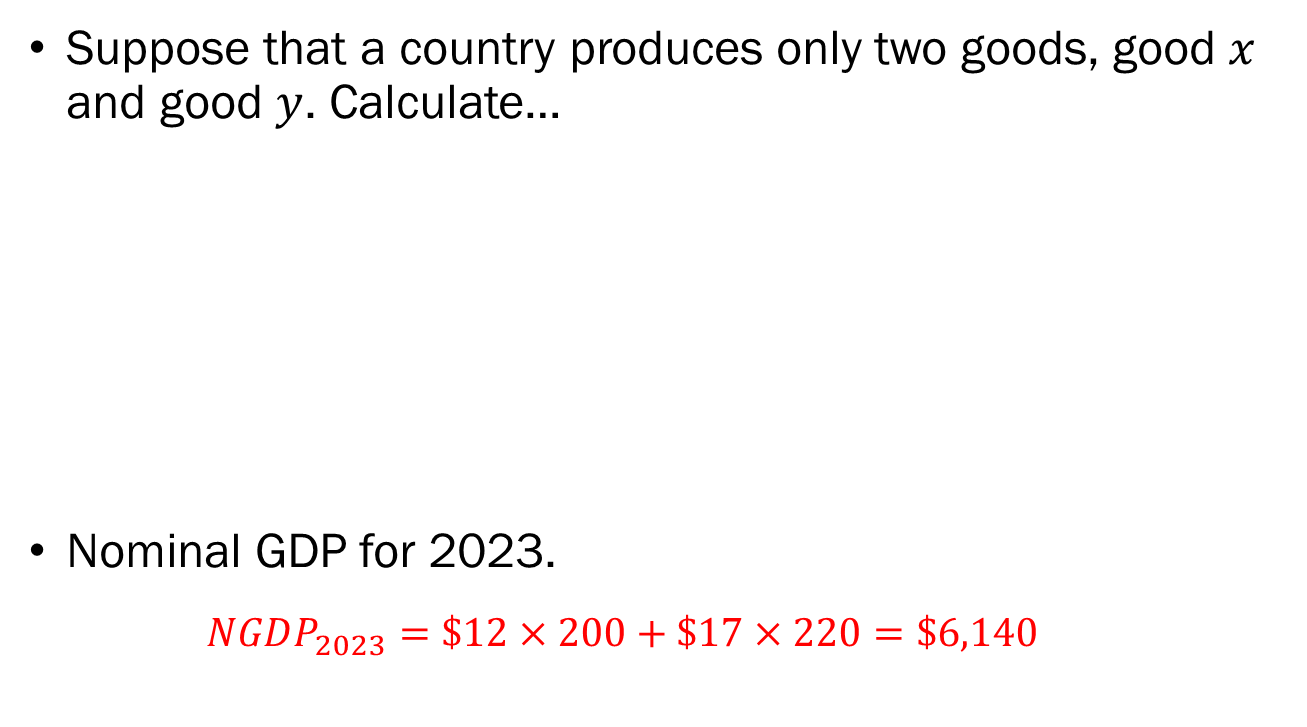 • Suppose that a country produces only two goods, good x
and good y. Calculate...
• Nominal GDP for 2023.
NGDP₂₀₂₃ = $12 × 200 + $17 × 220 = $6,140